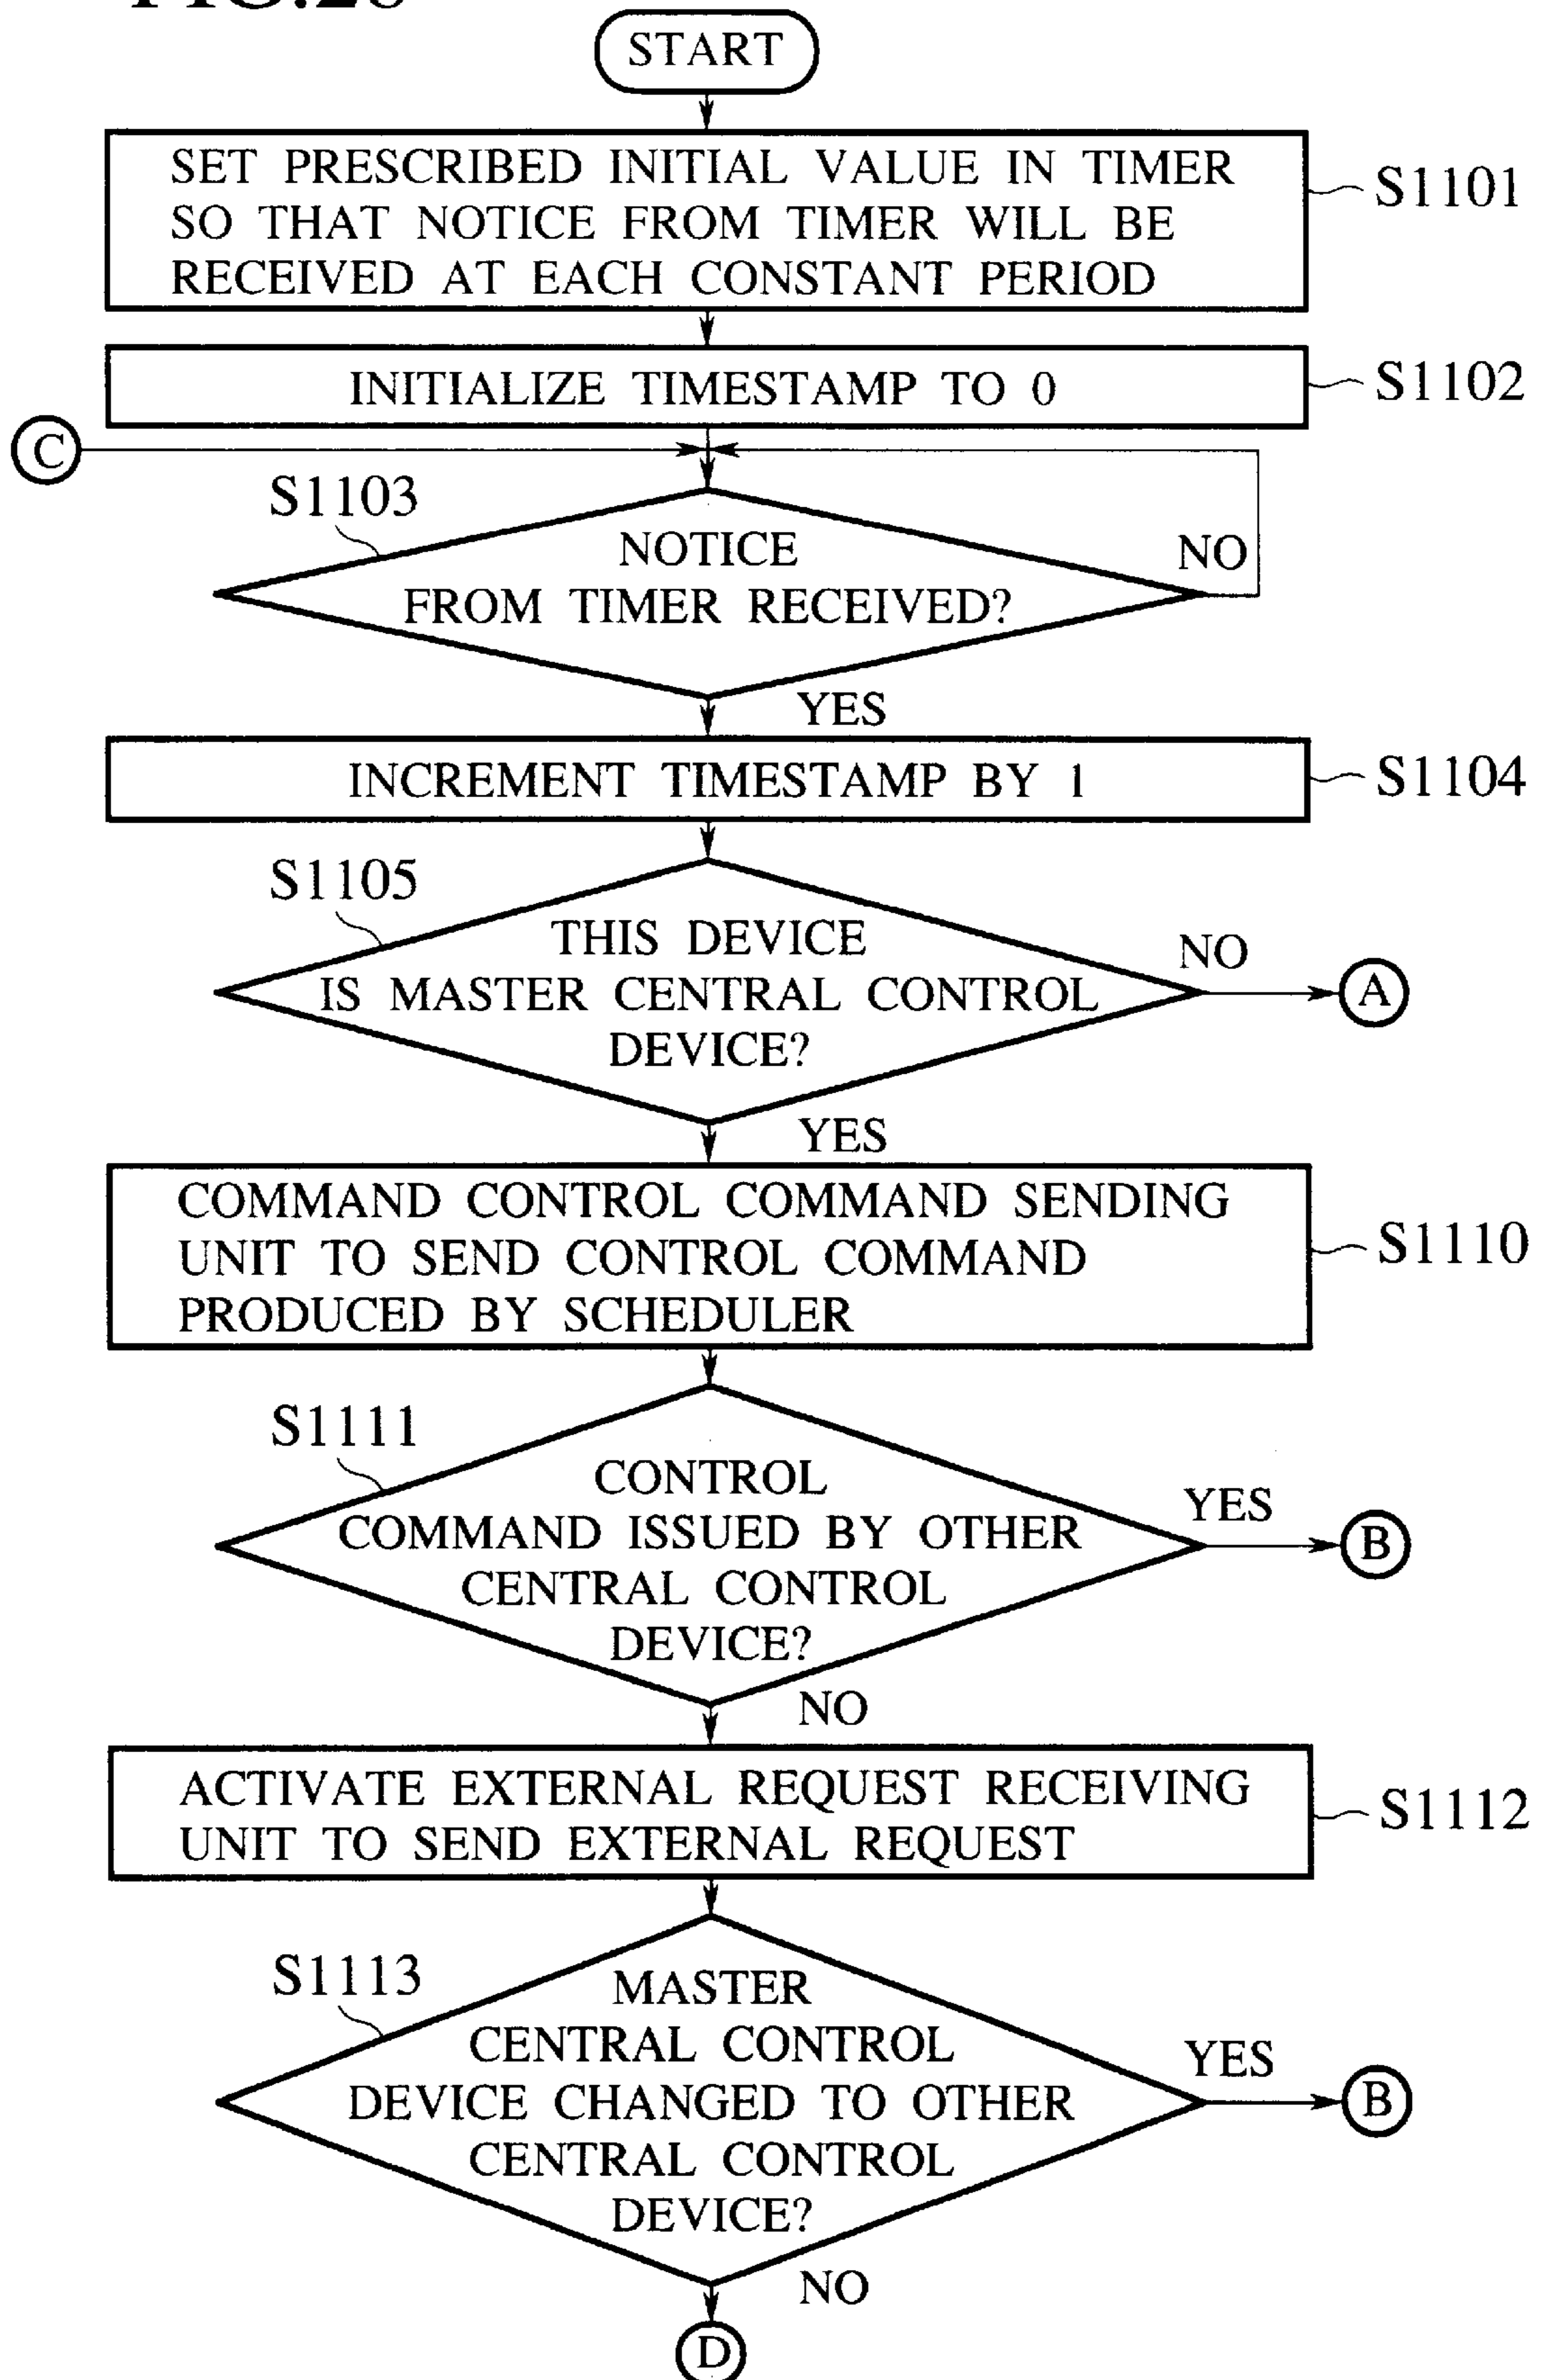 START
SET PRESCRIBED INITIAL VALUE IN TIMER
SO THAT NOTICE FROM TIMER WILL BE
RECEIVED AT EACH CONSTANT PERIOD
S1101
INITIALIZE TIMESTAMP TO 0
S1102
C
S1103
NOTICE
FROM TIMER RECEIVED?
NO
YES
INCREMENT TIMESTAMP BY 1
S1104
S1105
THIS DEVICE
IS MASTER CENTRAL CONTROL
DEVICE?
NO
A
YES
COMMAND CONTROL COMMAND SENDING
UNIT TO SEND CONTROL COMMAND
PRODUCED BY SCHEDULER
S1110
S1111
CONTROL
COMMAND ISSUED BY OTHER
CENTRAL CONTROL
DEVICE?
YES
B
NO
ACTIVATE EXTERNAL REQUEST RECEIVING
UNIT TO SEND EXTERNAL REQUEST
S1112
S1113
MASTER
CENTRAL CONTROL
DEVICE CHANGED TO OTHER
CENTRAL CONTROL
DEVICE?
YES
B
NO
D